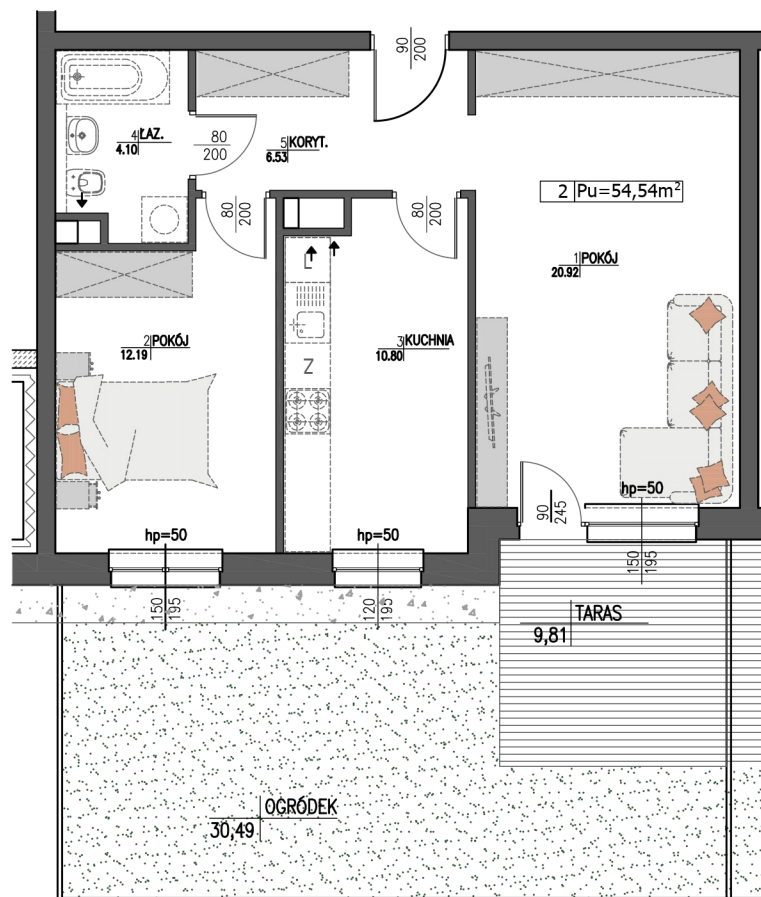 90
200
4 ŁAZ.
4.10
80
200
5 KORYT.
6.53
2 Pu=54,54m²
80
200
80
200
1 POKÓJ
20.92
L
2 POKÓJ
12.19
3 KUCHNIA
10.80
Z
hp=50
hp=50
hp=50
90
245
150
195
150
195
120
195
TARAS
9,81
OGRÓDEK
30,49